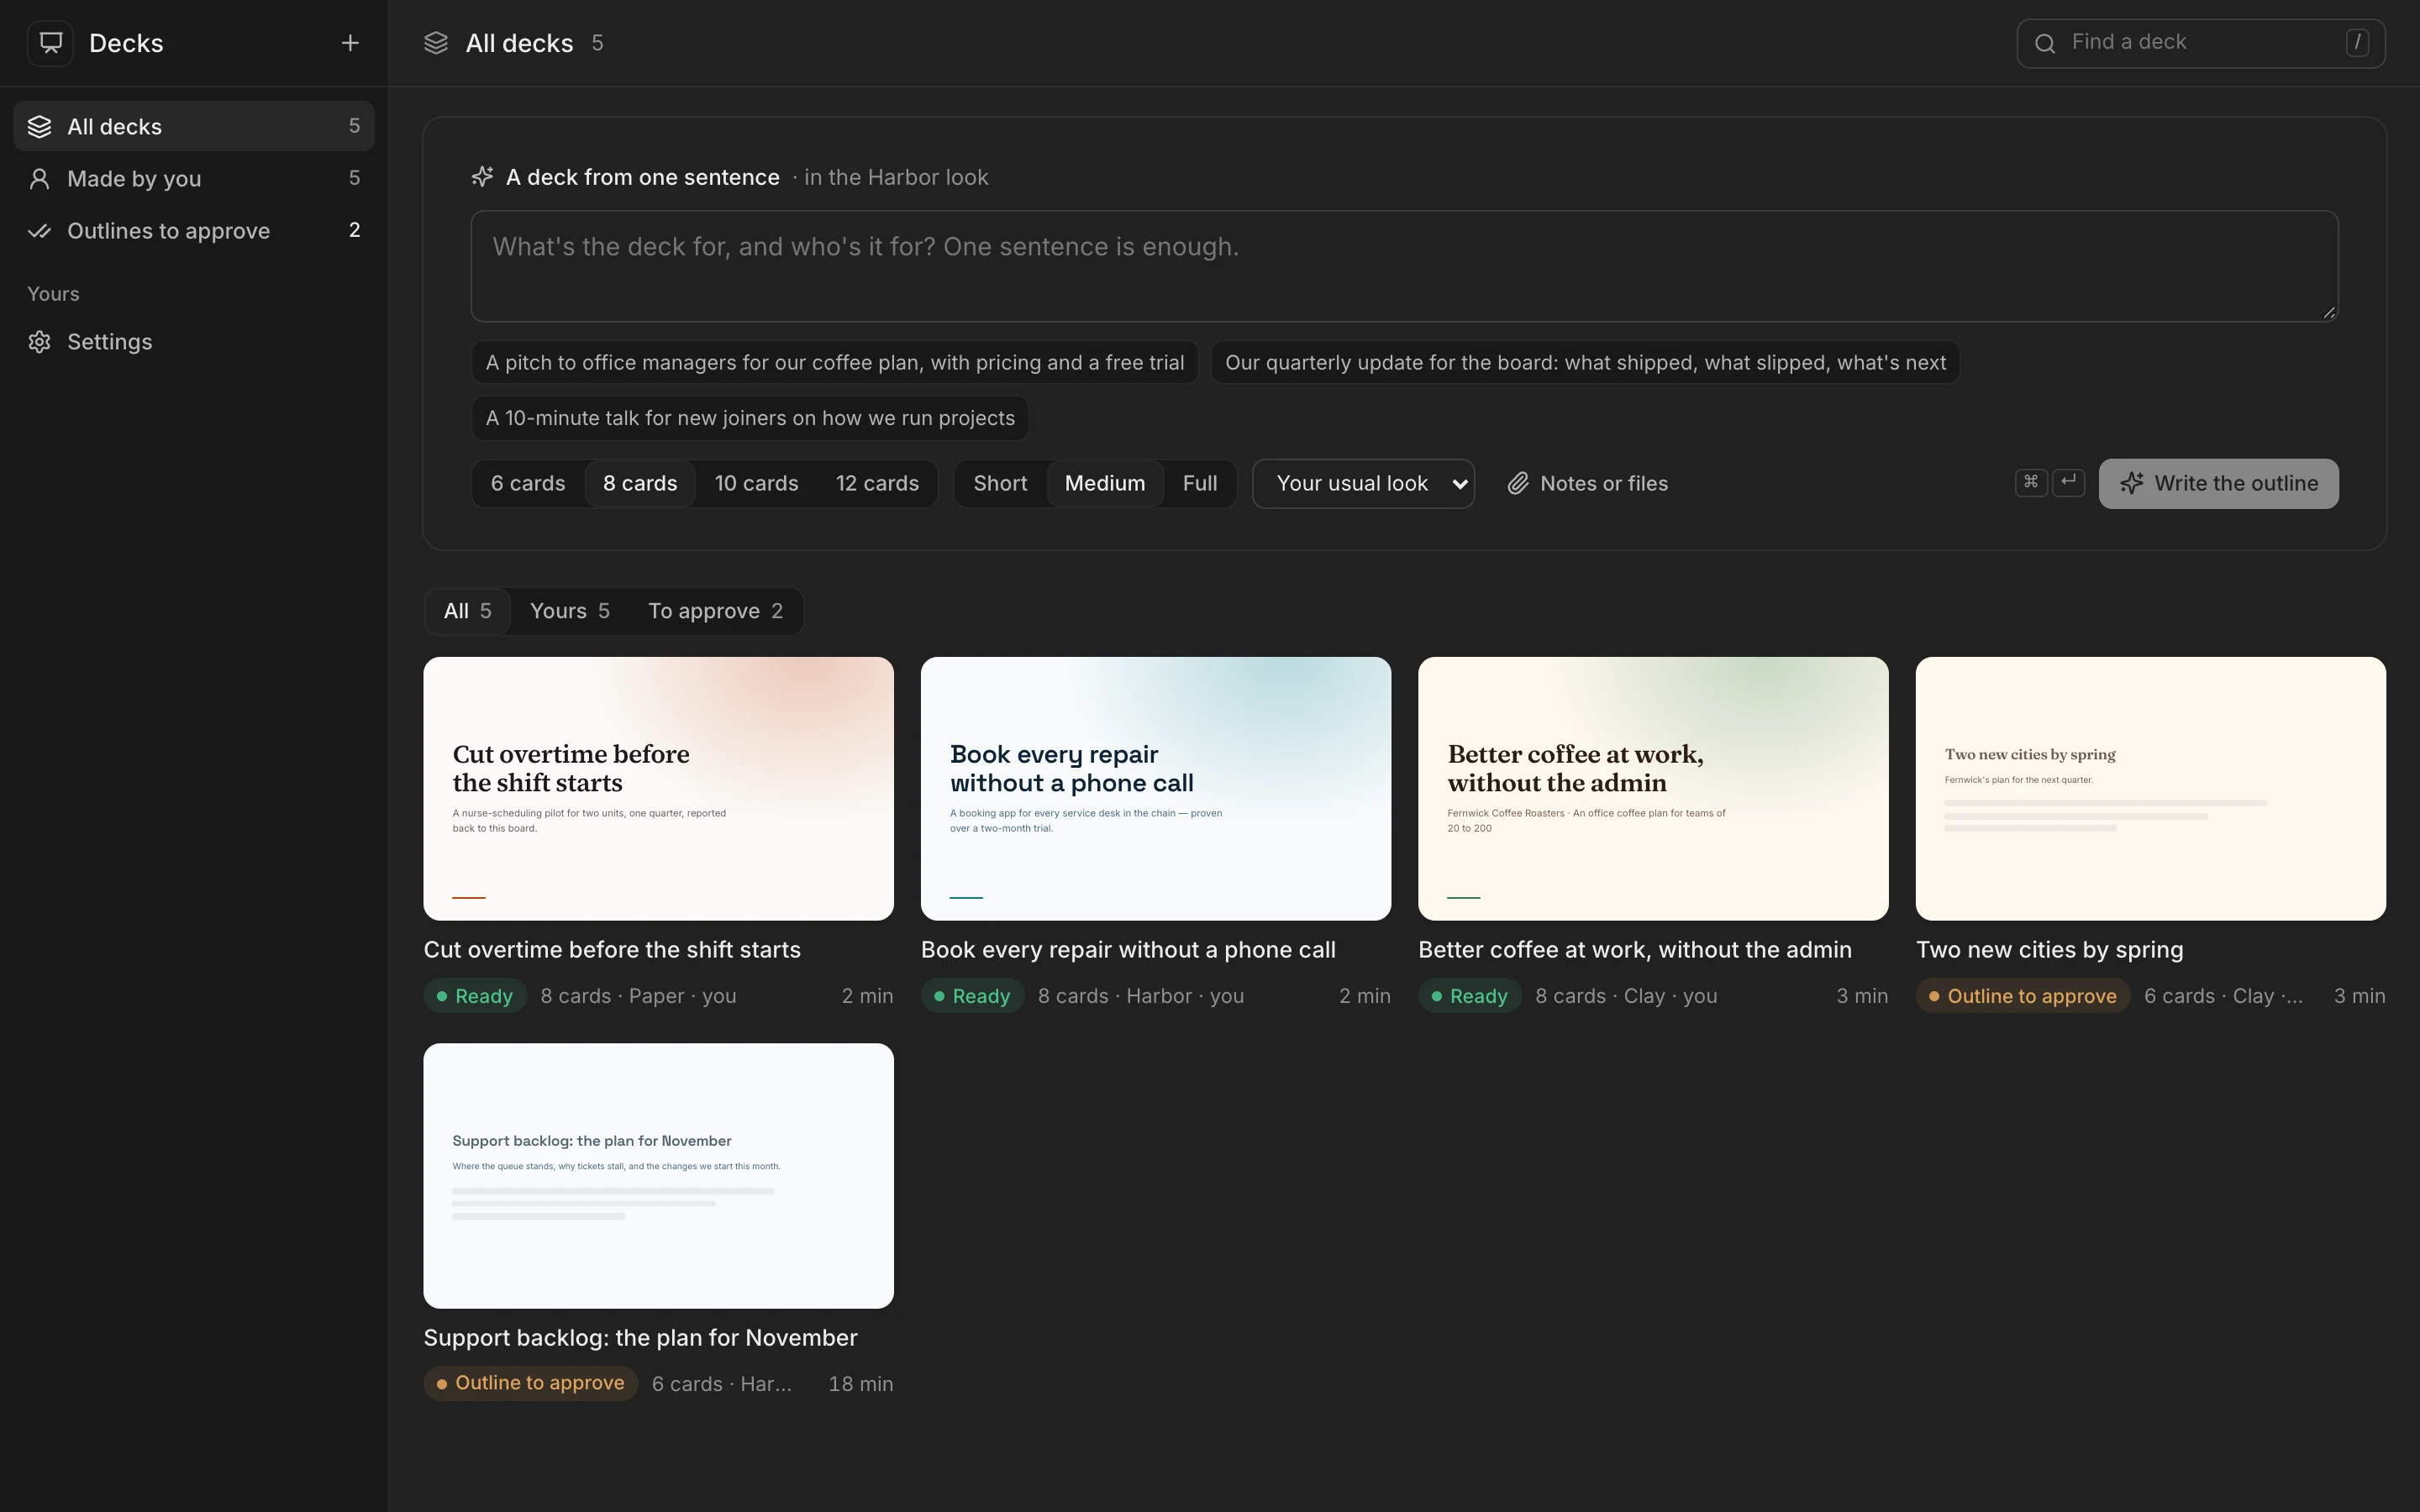 Decks
All decks 5
Made by you 5
Outlines to approve 2
Yours
Settings
All decks 5
Find a deck /
A deck from one sentence · in the Harbor look
What's the deck for, and who's it for? One sentence is enough.
A pitch to office managers for our coffee plan, with pricing and a free trial
Our quarterly update for the board: what shipped, what slipped, what's next
A 10-minute talk for new joiners on how we run projects
6 cards 8 cards 10 cards 12 cards Short Medium Full Your usual look Notes or files ⌘ ↵ Write the outline
All 5 Yours 5 To approve 2
Cut overtime before
the shift starts
A nurse-scheduling pilot for two units, one quarter, reported
back to this board.
Cut overtime before the shift starts
Ready 8 cards · Paper · you 2 min
Book every repair
without a phone call
A booking app for every service desk in the chain — proven
over a two-month trial.
Book every repair without a phone call
Ready 8 cards · Harbor · you 2 min
Better coffee at work,
without the admin
Fernwick Coffee Roasters · An office coffee plan for teams of
20 to 200
Better coffee at work, without the admin
Ready 8 cards · Clay · you 3 min
Two new cities by spring
Fernwick's plan for the next quarter.
Two new cities by spring
Outline to approve 6 cards · Clay ·... 3 min
Support backlog: the plan for November
Where the queue stands, why tickets stall, and the changes we start this month.
Support backlog: the plan for November
Outline to approve 6 cards · Har... 18 min